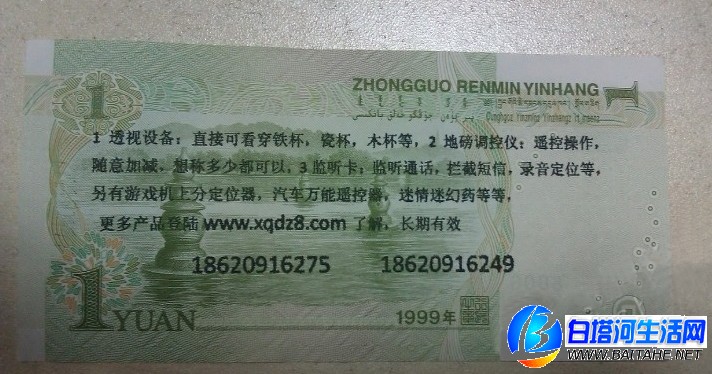 ZHONGGUO RENMIN YINHANG
1
1
1 透视设备：直接可看穿铁杯，瓷杯，木杯等，2 地磅调控仪：遥控操作，
随意加减，想称多少都可以，3 监听卡：监听通话，拦截短信，录音定位等，
另有游戏机上分定位器，汽车万能遥控器，迷情迷幻药等等，
更多产品登陆 www.xqdz8.com 了解，长期有效
18620916275 18620916249
1 YUAN
1999年
白塔河生活网
WWW.BAITAHE.NET